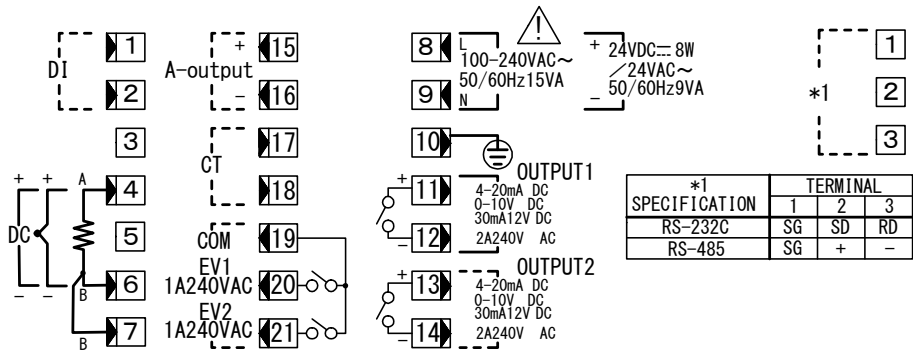 DI
1
2
3
4
5
6
7
+ + A
DC
- - B
B
A-output
+
-
15
16
CT
17
18
COM
19
EV1
1A240VAC
20
EV2
1A240VAC
21
8
9
L
100-240VAC~
50/60Hz15VA
N
!
+
24VDC⎓8W
/24VAC~
50/60Hz9VA
-
10
OUTPUT1
11
12
+
-
4-20mA DC
0-10V DC
30mA12V DC
2A240V AC
OUTPUT2
13
14
+
-
4-20mA DC
0-10V DC
30mA12V DC
2A240V AC
*1
1
2
3
*1 SPECIFICATION TERMINAL
1 2 3
RS-232C SG SD RD
RS-485 SG + -